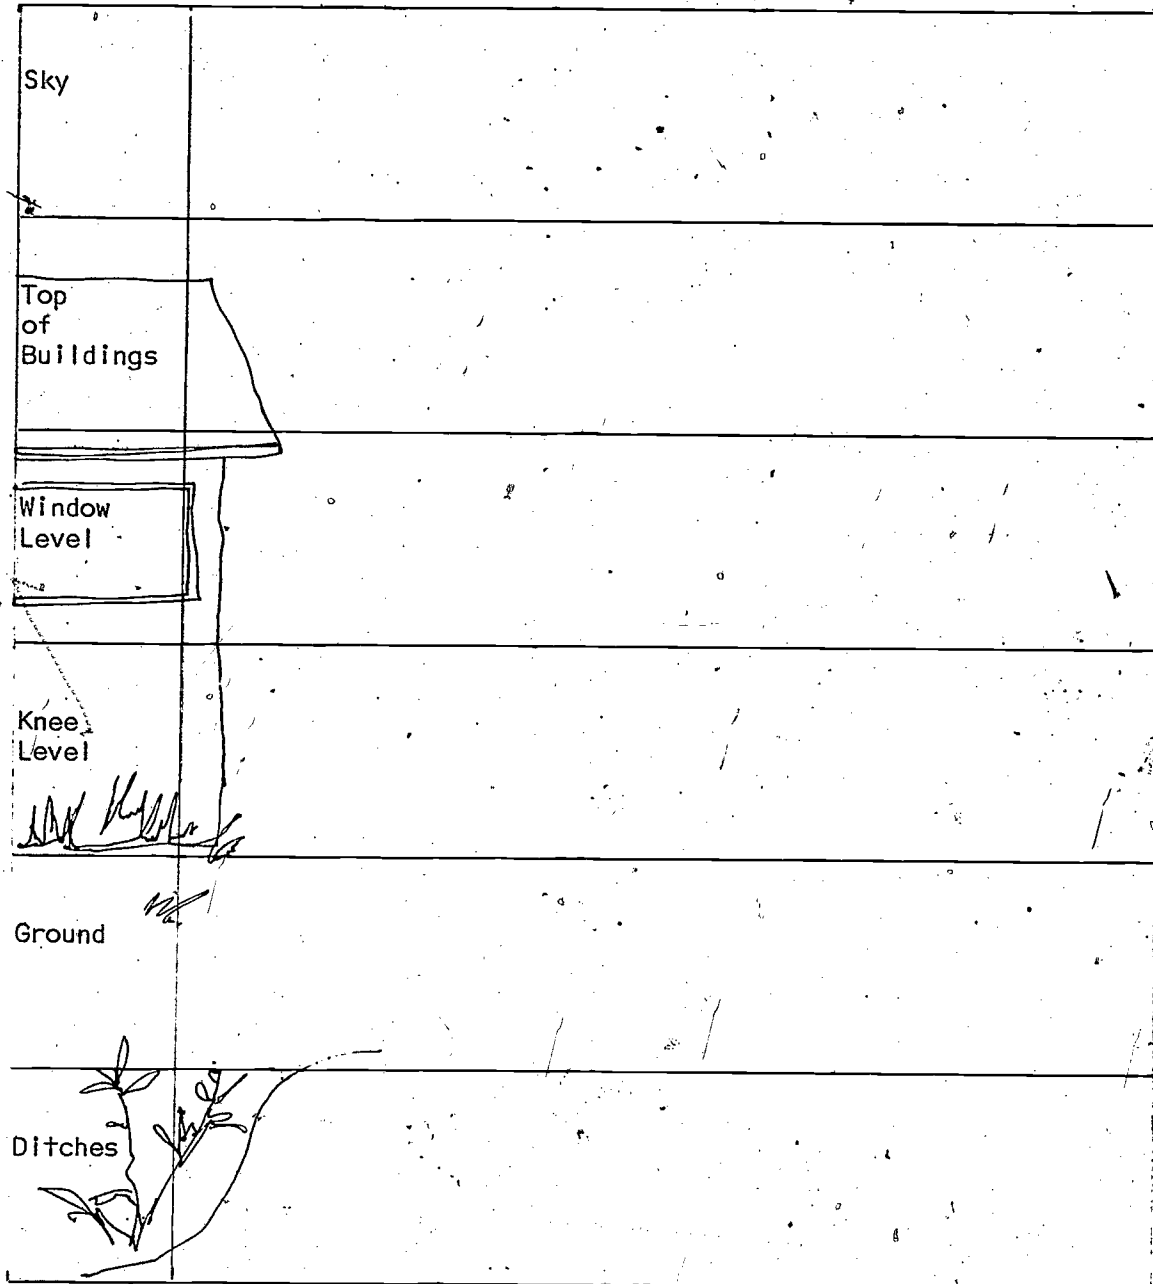 Sky
Top
of
Buildings
Window
Level
Knee
Level
Ground
Ditches